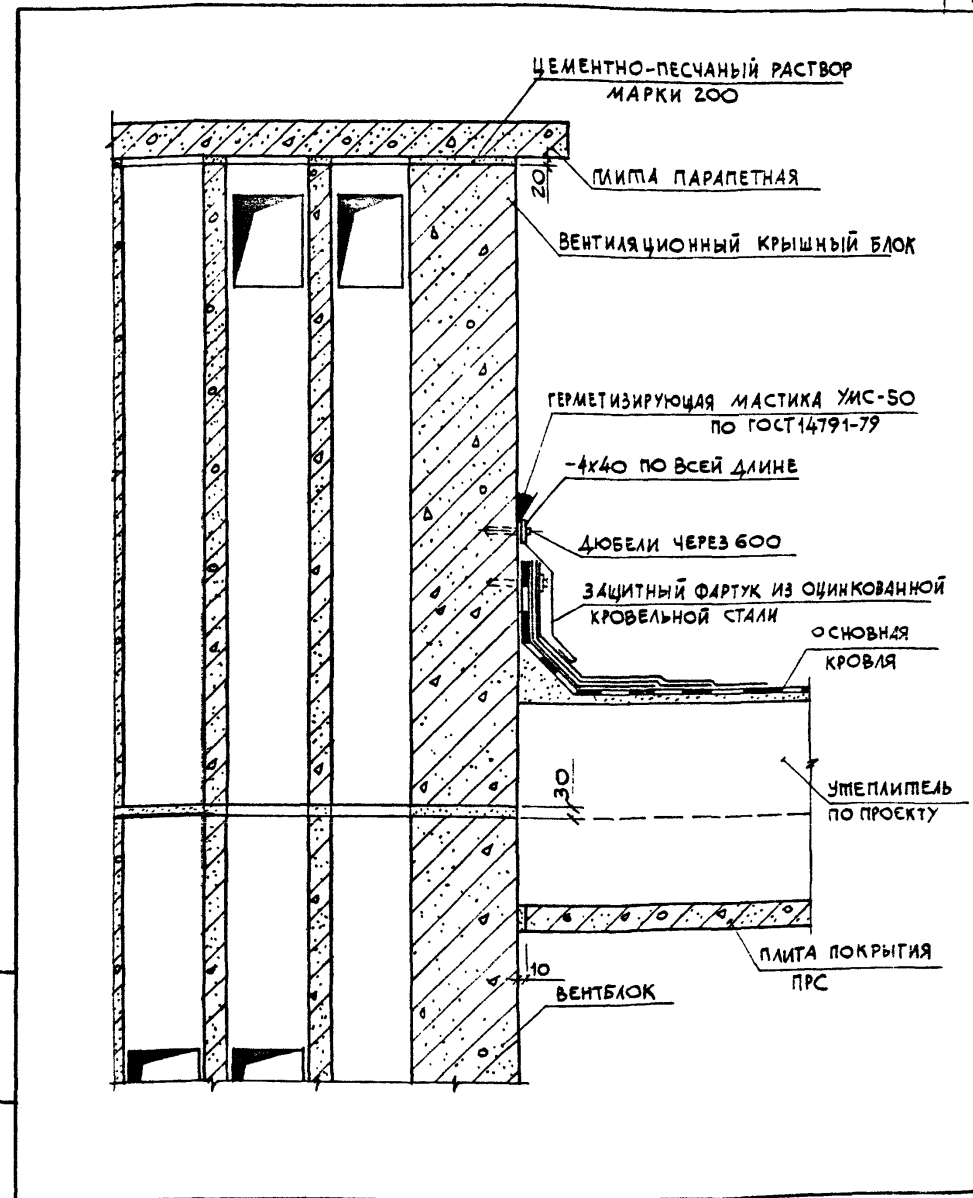 ЦЕМЕНТНО-ПЕСЧАНЫЙ РАСТВОР
МАРКИ 200
20
ПЛИТА ПАРАПЕТНАЯ
ВЕНТИЛЯЦИОННЫЙ КРЫШНЫЙ БЛОК
ГЕРМЕТИЗИРУЮЩАЯ МАСТИКА УМС-50
ПО ГОСТ 14791-79
-4х40 ПО ВСЕЙ ДЛИНЕ
ДЮБЕЛИ ЧЕРЕЗ 600
ЗАЩИТНЫЙ ФАРТУК ИЗ ОЦИНКОВАННОЙ
КРОВЕЛЬНОЙ СТАЛИ
ОСНОВНАЯ
КРОВЛЯ
30
УТЕПЛИТЕЛЬ
ПО ПРОЕКТУ
ПЛИТА ПОКРЫТИЯ
ПРС
10
ВЕНТБЛОК